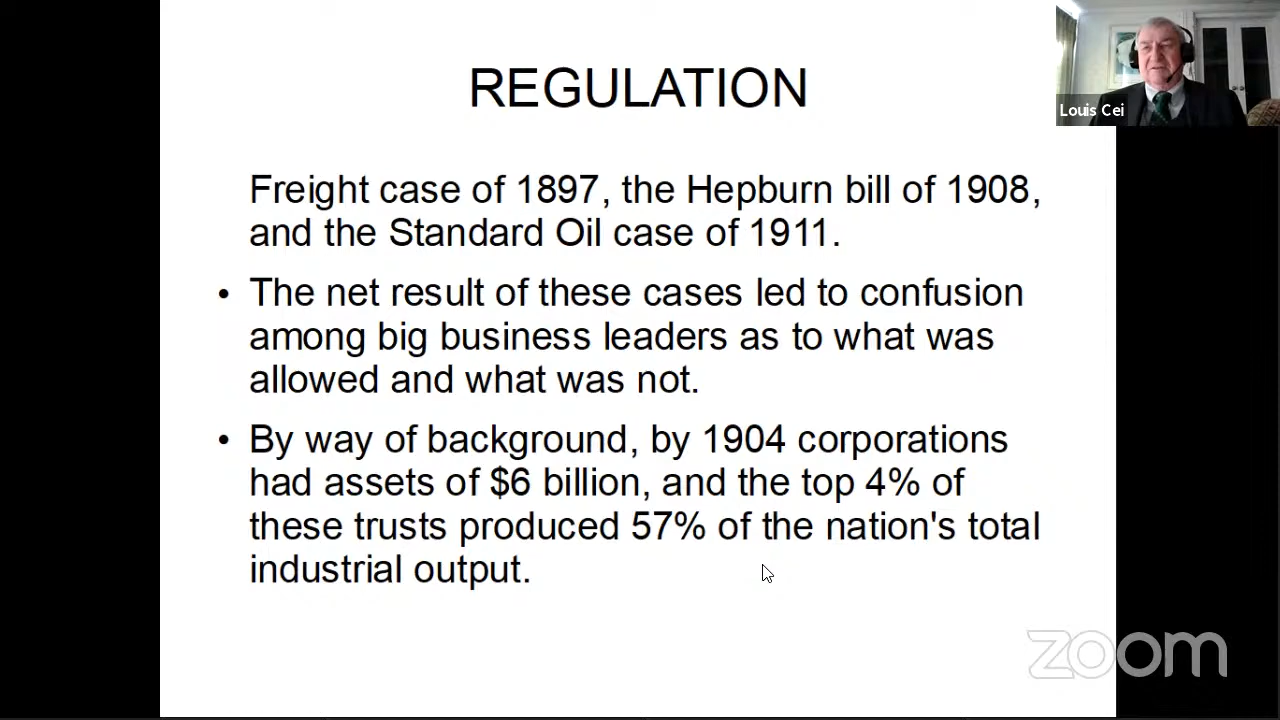 REGULATION
Louis Cei
Freight case of 1897, the Hepburn bill of 1908,
and the Standard Oil case of 1911.
• The net result of these cases led to confusion
among big business leaders as to what was
allowed and what was not.
• By way of background, by 1904 corporations
had assets of $6 billion, and the top 4% of
these trusts produced 57% of the nation's total
industrial output.
zoom